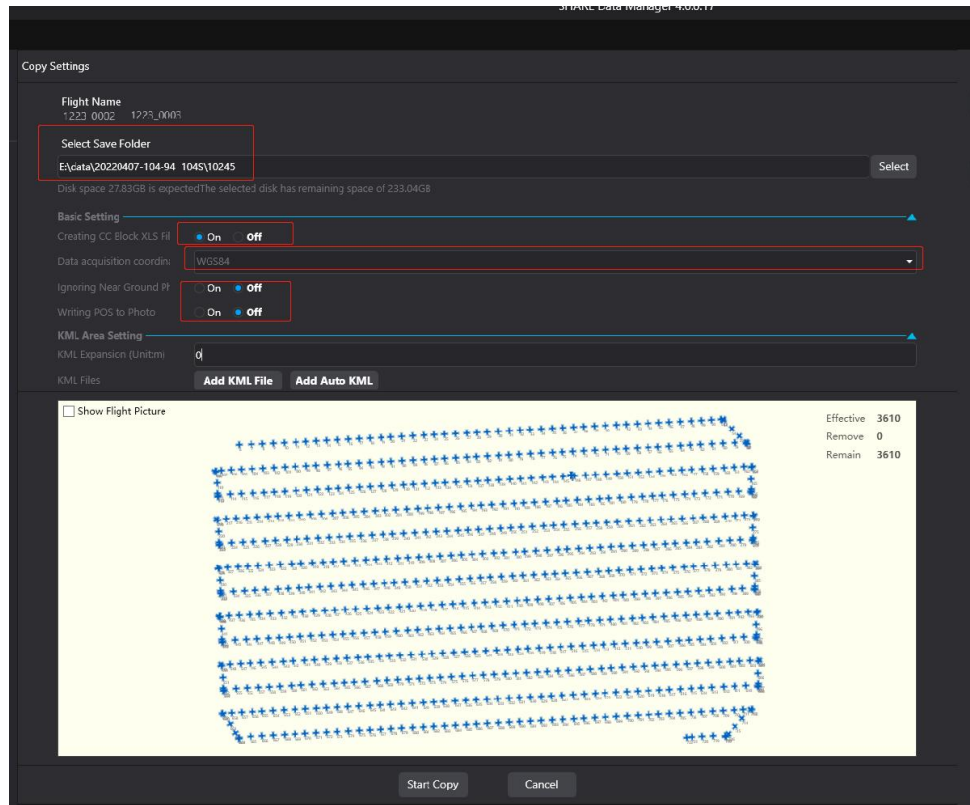 SHARE Data Manager 4.0.0.17
Copy Settings
Flight Name
1223_0002 1223_0003
Select Save Folder
E:\data\20220407-104-94 104S\10245
Select
Disk space 27.83GB is expectedThe selected disk has remaining space of 233.04GB
Basic Setting
Creating CC Block XLS Fil
On Off
Data acquisition coordin
WGS84
Ignoring Near Ground Ph
On Off
Writing POS to Photo
On Off
KML Area Setting
KML Expansion (Unit:m)
0
KML Files
Add KML File Add Auto KML
Show Flight Picture
Effective 3610
Remove 0
Remain 3610
Start Copy Cancel